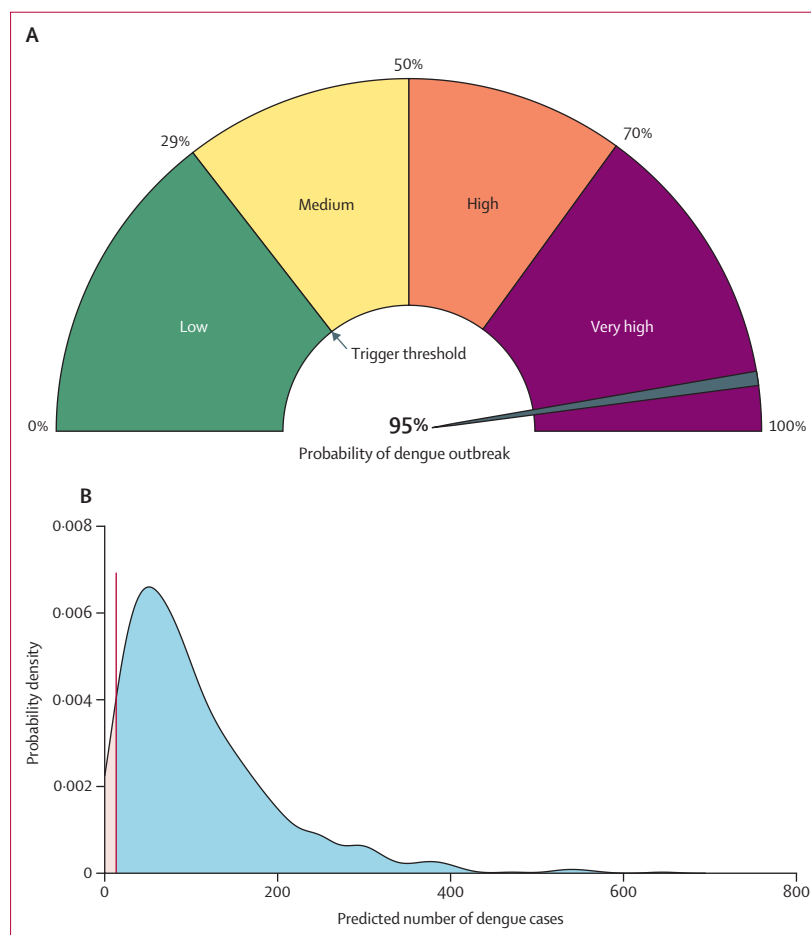 A
50%
29%
70%
Medium
High
Low
Very high
Trigger threshold
0%
95%
100%
Probability of dengue outbreak
B
0·008
0·006
0·004
0·002
0
Probability density
0
200
400
600
800
Predicted number of dengue cases